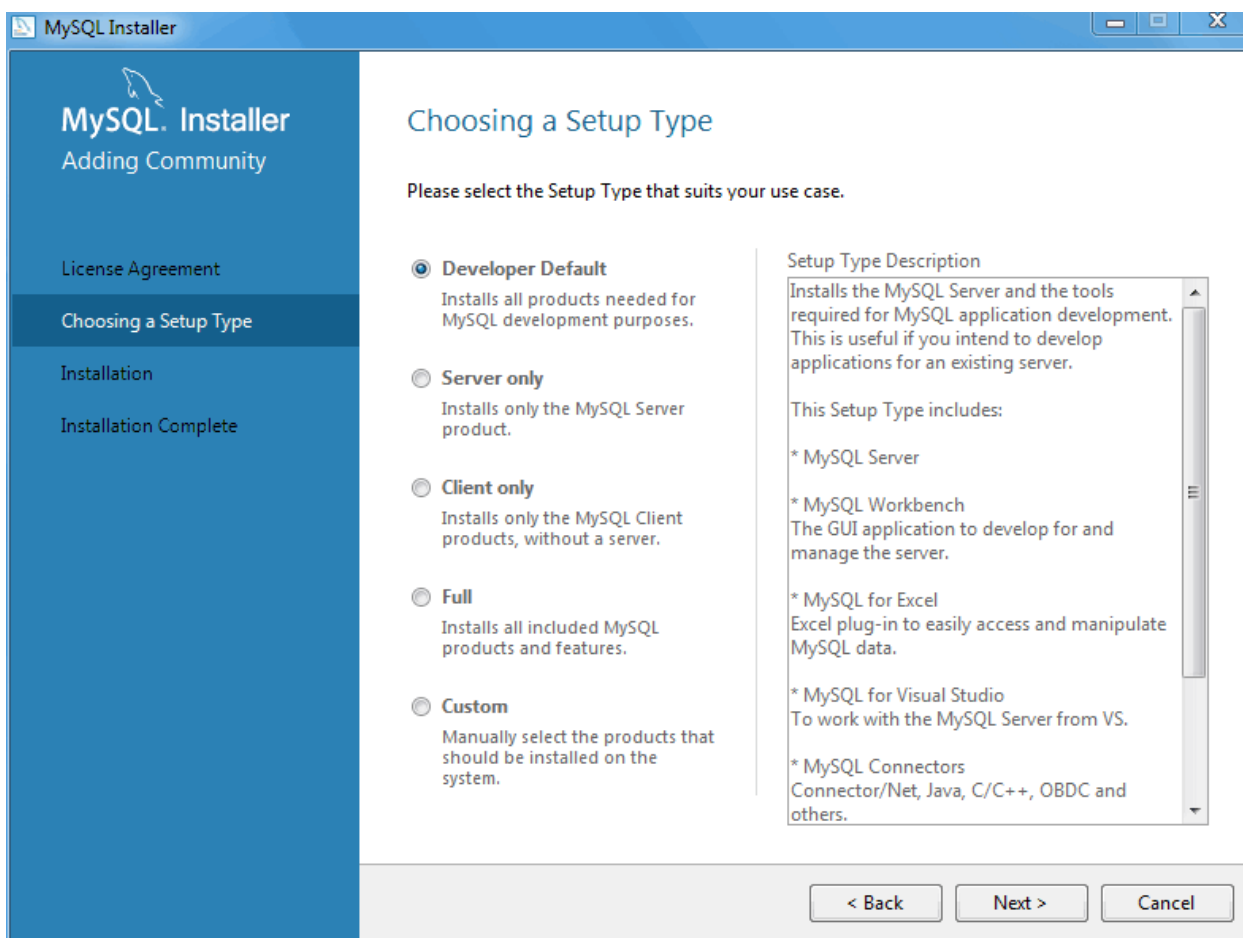 MySQL Installer
MySQL. Installer
Adding Community
License Agreement
Choosing a Setup Type
Installation
Installation Complete
Choosing a Setup Type
Please select the Setup Type that suits your use case.
Developer Default
Installs all products needed for
MySQL development purposes.
Server only
Installs only the MySQL Server
product.
Client only
Installs only the MySQL Client
products, without a server.
Full
Installs all included MySQL
products and features.
Custom
Manually select the products that
should be installed on the
system.
Setup Type Description
Installs the MySQL Server and the tools
required for MySQL application development.
This is useful if you intend to develop
applications for an existing server.
This Setup Type includes:
* MySQL Server
* MySQL Workbench
The GUI application to develop for and
manage the server.
* MySQL for Excel
Excel plug-in to easily access and manipulate
MySQL data.
* MySQL for Visual Studio
To work with the MySQL Server from VS.
* MySQL Connectors
Connector/Net, Java, C/C++, OBDC and
others.
< Back
Next >
Cancel